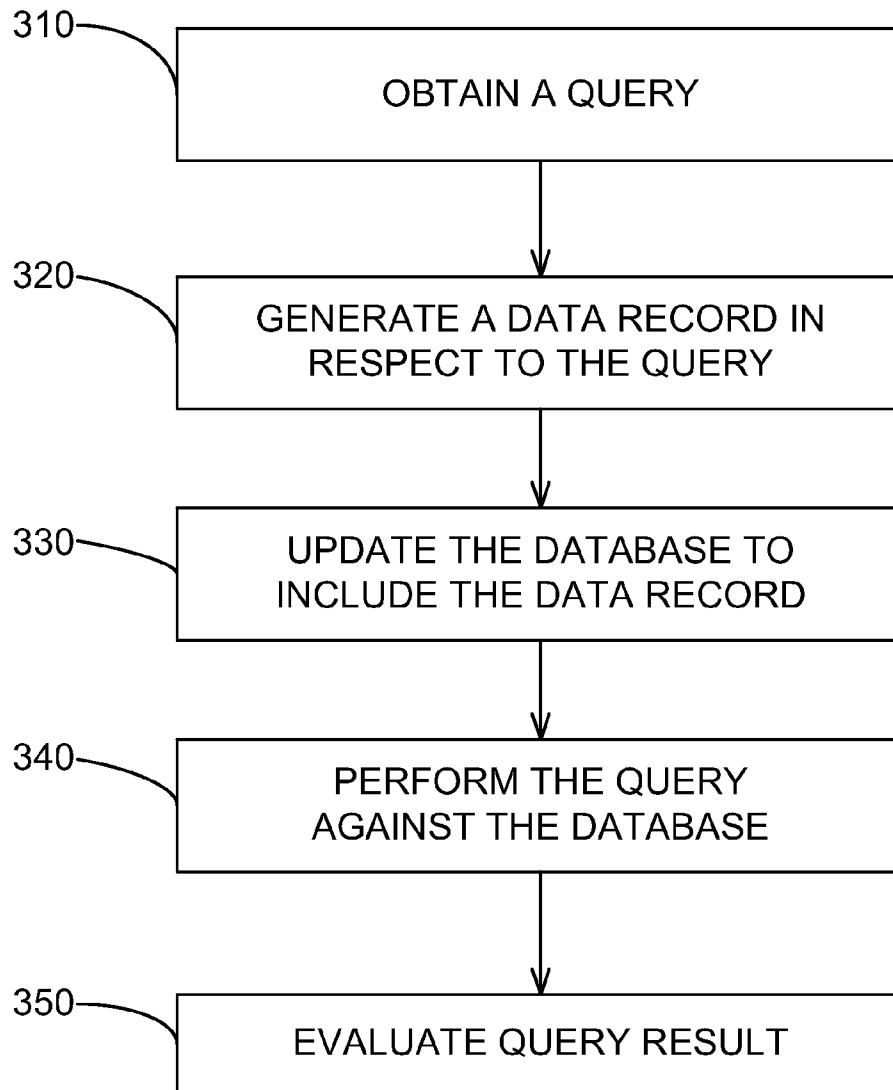 310
OBTAIN A QUERY
320
GENERATE A DATA RECORD IN
RESPECT TO THE QUERY
330
UPDATE THE DATABASE TO
INCLUDE THE DATA RECORD
340
PERFORM THE QUERY
AGAINST THE DATABASE
350
EVALUATE QUERY RESULT